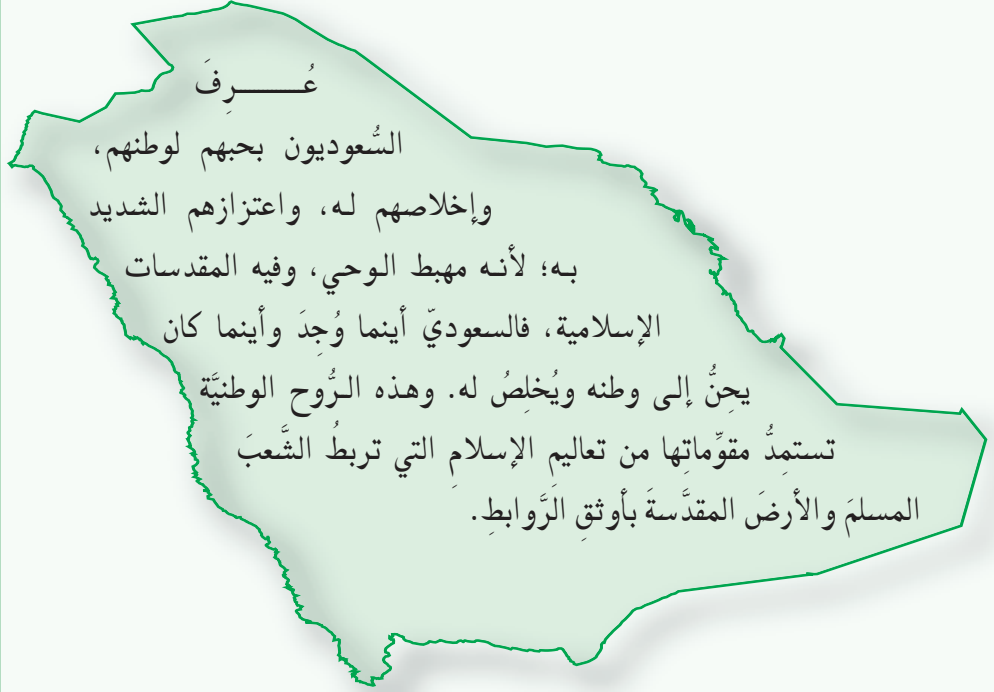 عُـــــرِفَ
السُّعوديون بحبهم لوطنهم،
وإخلاصهم له، واعتزازهم الشديد
به؛ لأنه مهبط الوحي، وفيه المقدسات
الإسلامية، فالسعوديّ أينما وُجِدَ وأينما كان
يحِنُّ إلى وطنه ويُخلِصُ له. وهذه الرُّوح الوطنيَّة
تستمِدُّ مقوِّماتِها من تعاليمِ الإسلامِ التي تربطُ الشَّعبَ
المسلمَ والأرضَ المقدَّسةَ بأوثقِ الرَّوابطِ.